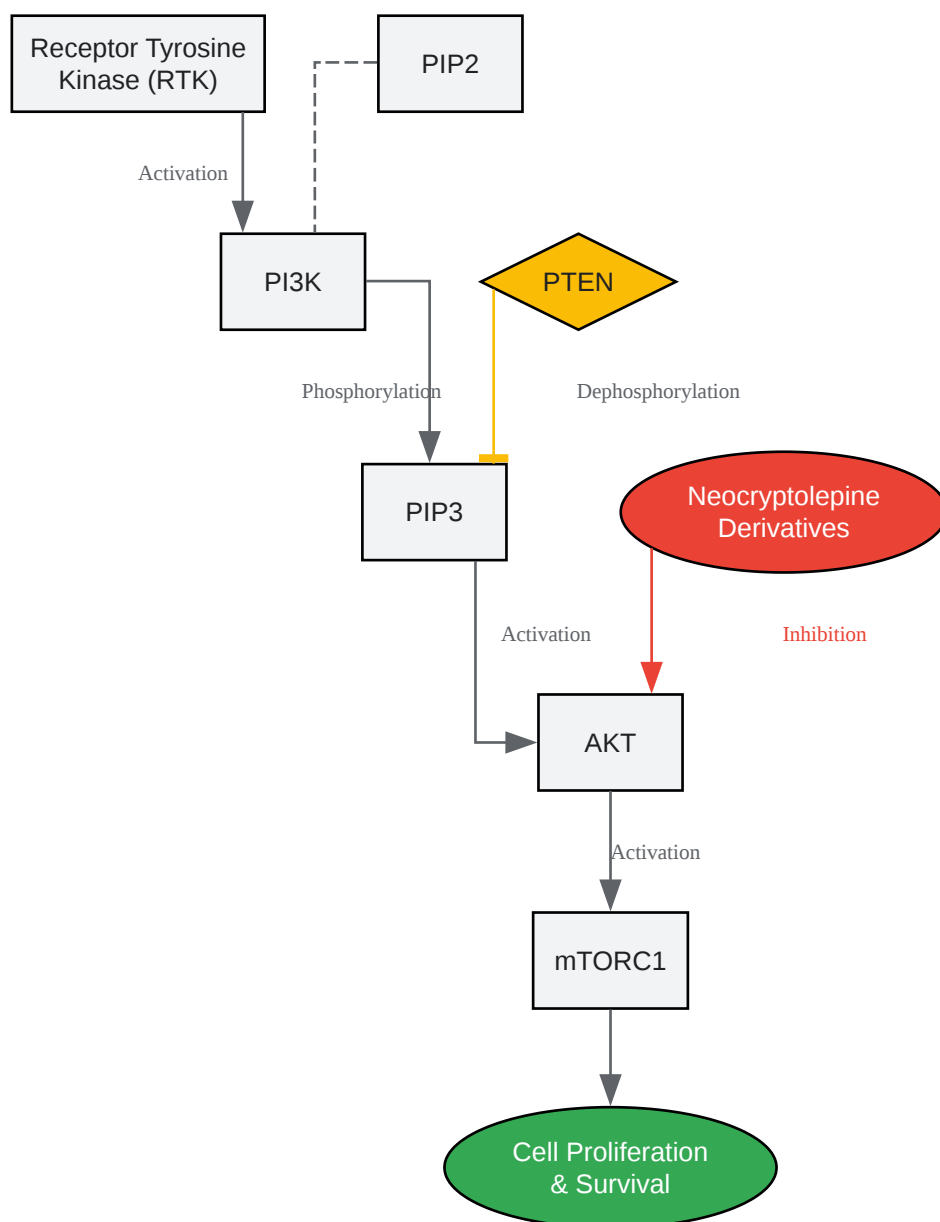 Receptor Tyrosine
Kinase (RTK)
PIP2
Activation
PI3K
PTEN
Phosphorylation
Dephosphorylation
PIP3
Neocryptolepine
Derivatives
Activation
Inhibition
AKT
Activation
mTORC1
Cell Proliferation
& Survival